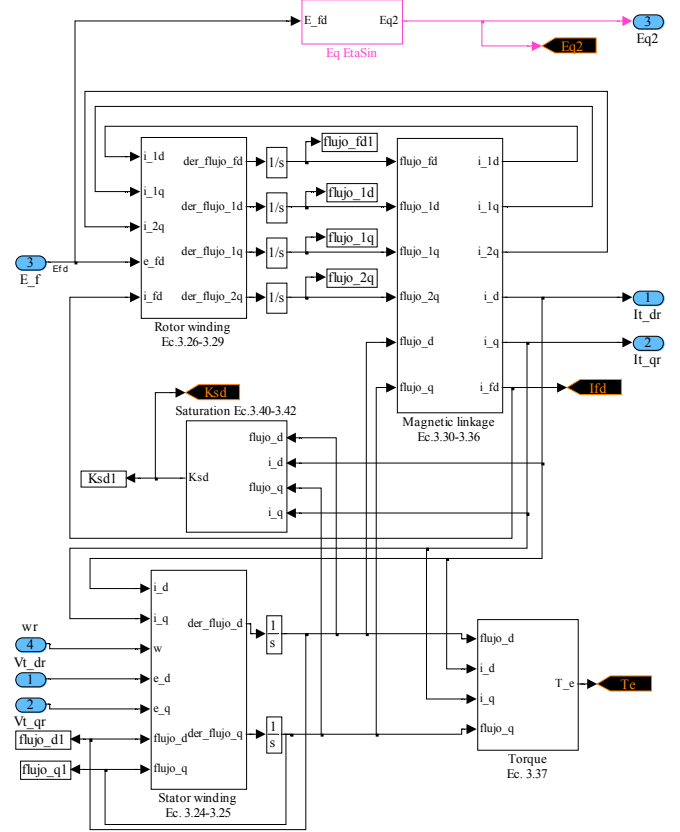 E_fd
Eq2
Eq EtaSin
3
Eq2
Eq2
i_1d
i_1q
i_2q
e_fd
i_fd
der_flujo_fd
der_flujo_1d
der_flujo_1q
der_flujo_2q
Rotor winding
Ec.3.26-3.29
3
E_f
Efd
1/s
1/s
1/s
1/s
flujo_fd1
flujo_1d
flujo_1q
flujo_2q
flujo_fd
flujo_1d
flujo_1q
flujo_2q
flujo_d
flujo_q
i_1d
i_1q
i_2q
i_d
i_q
i_fd
Magnetic linkage
Ec.3.30-3.36
1
It_dr
2
It_qr
Ifd
Ksd
Saturation Ec.3.40-3.42
flujo_d
i_d
flujo_q
i_q
Ksd
Ksd1
i_d
i_q
w
e_d
e_q
flujo_d
flujo_q
der_flujo_d
der_flujo_q
Stator winding
Ec. 3.24-3.25
wr
4
Vt_dr
1
2
Vt_qr
flujo_d1
flujo_q1
1
s
1
s
flujo_d
i_d
i_q
flujo_q
T_e
Torque
Ec. 3.37
Te